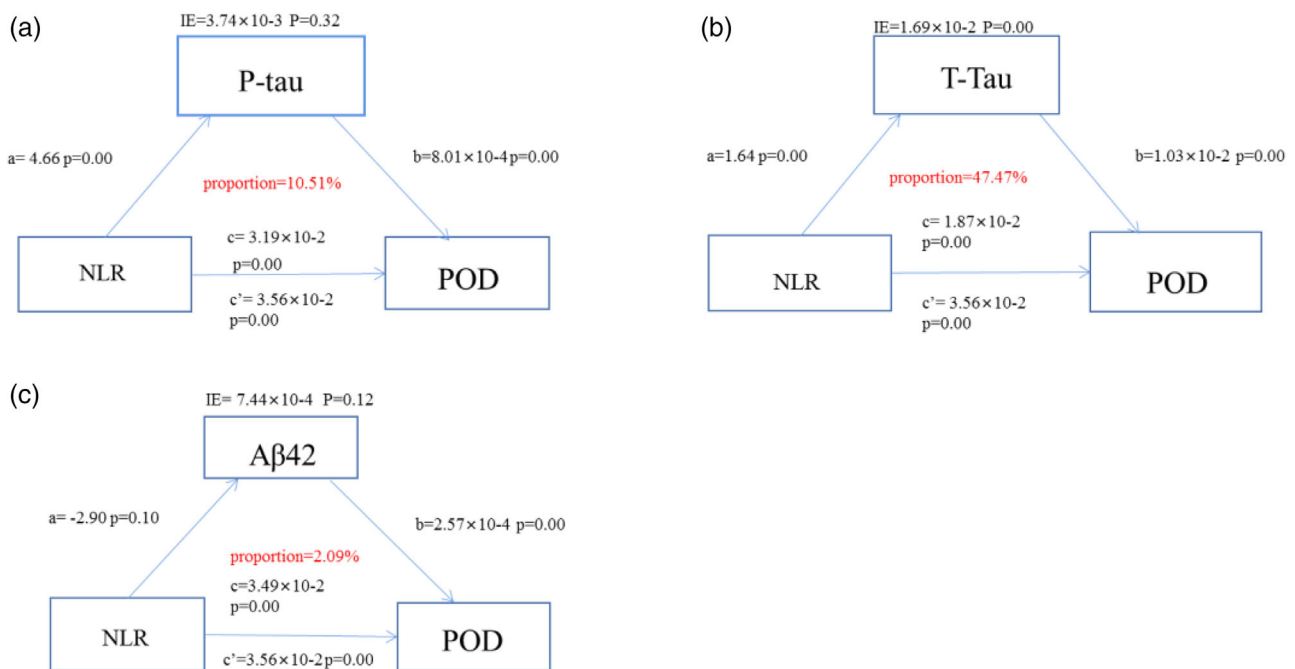 (a)
IE=3.74×10-3 P=0.32
P-tau
a= 4.66 p=0.00
b=8.01×10-4 p=0.00
proportion=10.51%
c= 3.19×10-2
p=0.00
NLR
POD
c’= 3.56×10-2
p=0.00
(b)
IE=1.69×10-2 P=0.00
T-Tau
a=1.64 p=0.00
b=1.03×10-2 p=0.00
proportion=47.47%
c= 1.87×10-2
p=0.00
NLR
POD
c’= 3.56×10-2
p=0.00
(c)
IE= 7.44×10-4 P=0.12
Aβ42
a= -2.90 p=0.10
b=2.57×10-4 p=0.00
proportion=2.09%
c=3.49×10-2
p=0.00
NLR
POD
c’=3.56×10-2 p=0.00